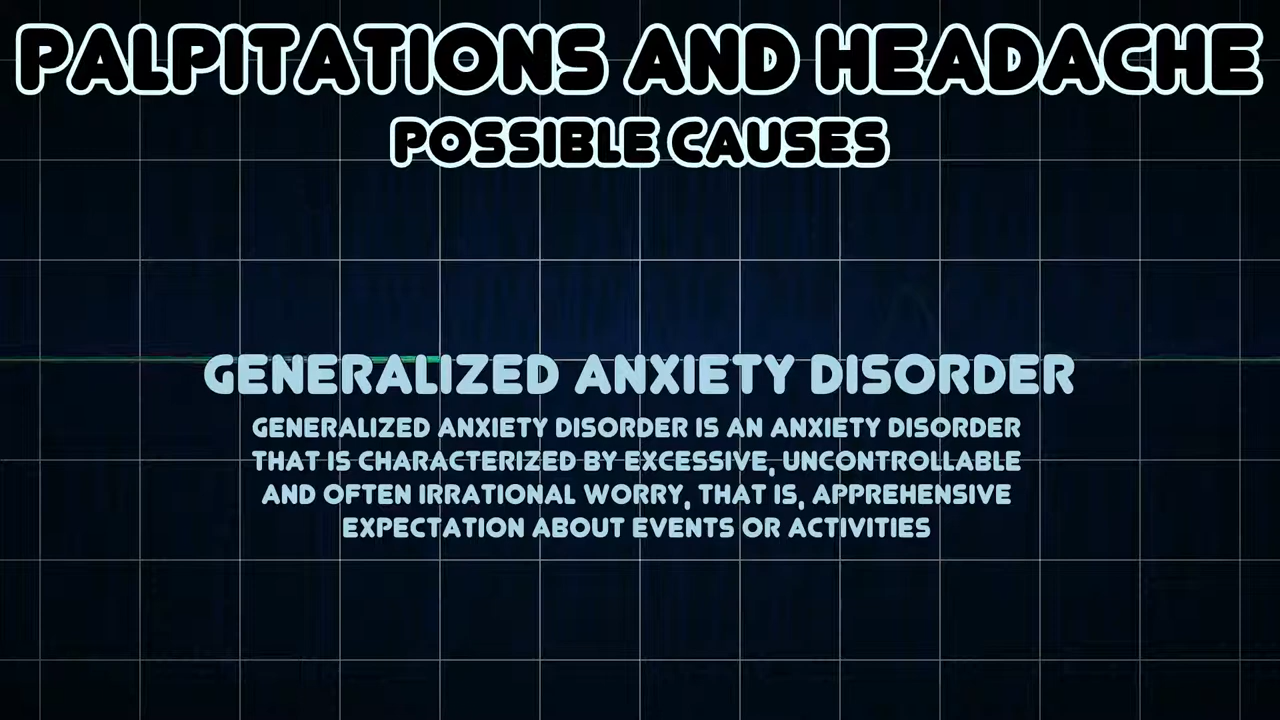 PALPITATIONS AND HEADACHE
POSSIBLE CAUSES
GENERALIZED ANXIETY DISORDER
GENERALIZED ANXIETY DISORDER IS AN ANXIETY DISORDER
THAT IS CHARACTERIZED BY EXCESSIVE, UNCONTROLLABLE
AND OFTEN IRRATIONAL WORRY, THAT IS, APPREHENSIVE
EXPECTATION ABOUT EVENTS OR ACTIVITIES